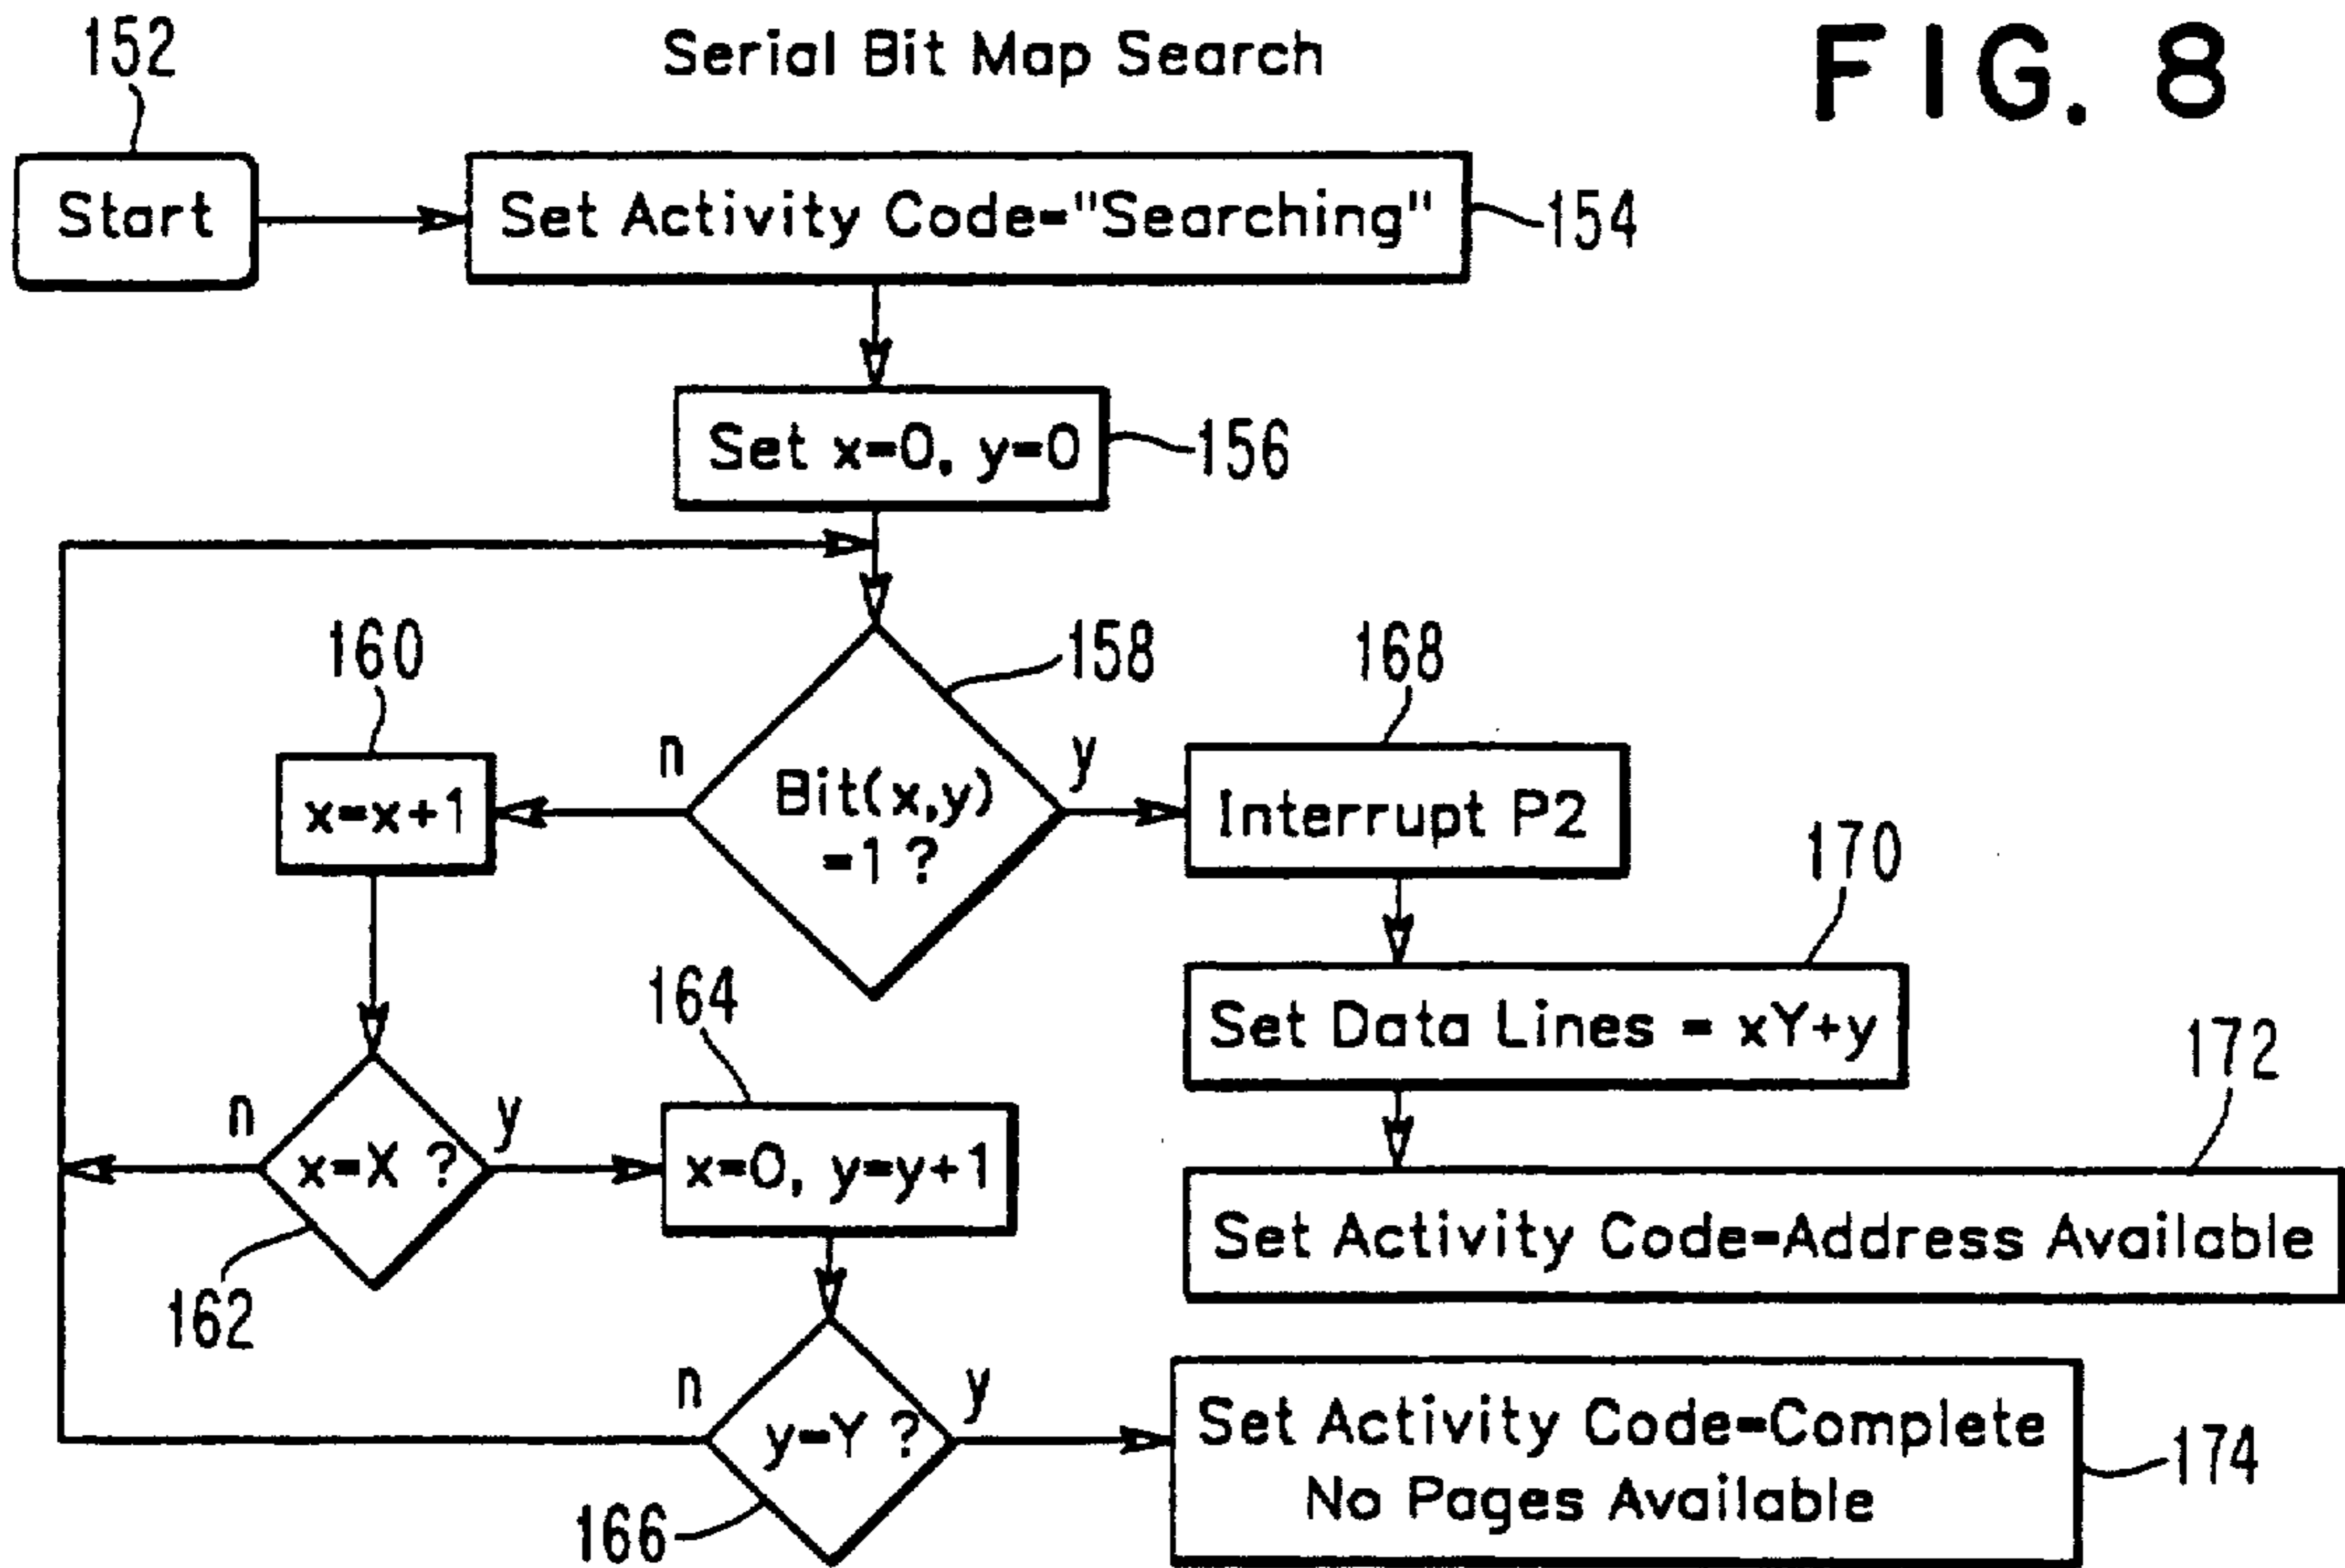 Serial Bit Map Search
FIG. 8
152
Start
Set Activity Code="Searching"
154
Set x=0, y=0
156
158
160
168
n
y
Bit(x,y)
=1 ?
x=x+1
Interrupt P2
170
Set Data Lines = xY+y
164
172
n
y
x=X ?
x=0, y=y+1
Set Activity Code=Address Available
162
n
y
y=Y ?
Set Activity Code=Complete
No Pages Available
174
166